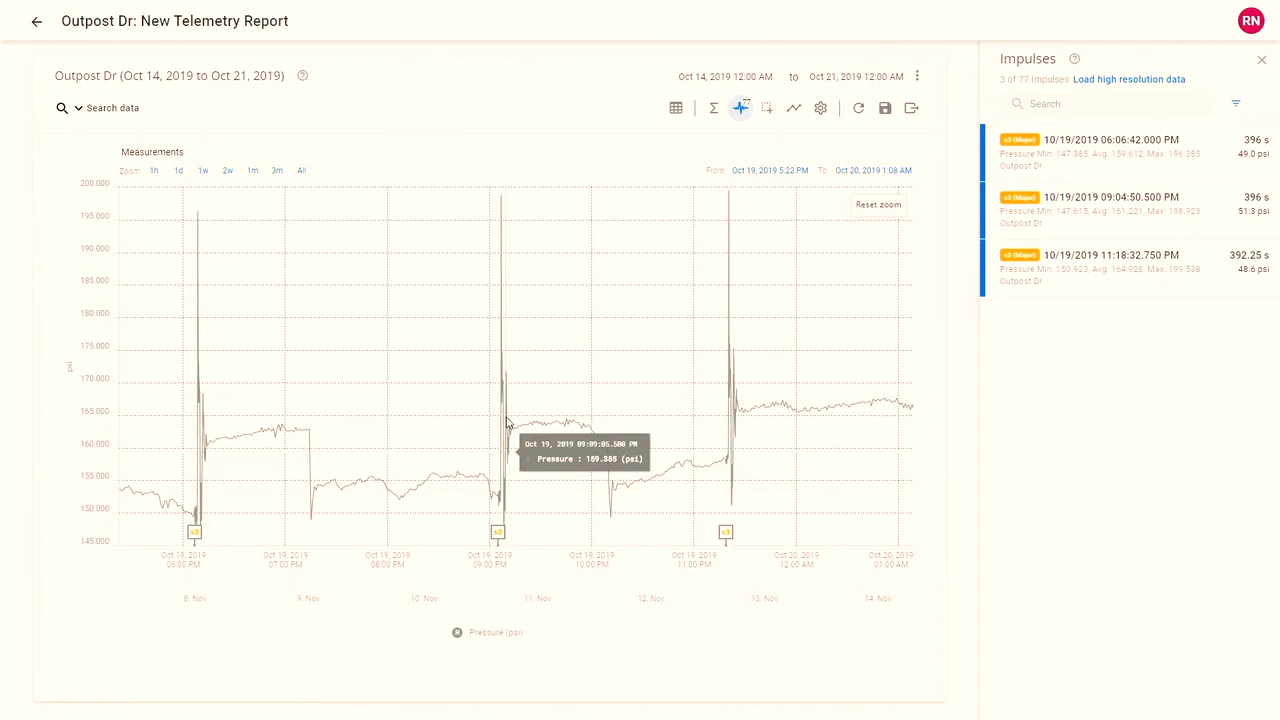 Outpost Dr: New Telemetry Report
RN
Outpost Dr (Oct 14, 2019 to Oct 21, 2019)
Oct 14, 2019 12:00 AM to Oct 21, 2019 12:00 AM
Search data
77
Measurements
Zoom 1h 1d 1w 2w 1m 3m All
From Oct 19, 2019 5:22 PM To Oct 20, 2019 1:08 AM
Reset zoom
200.000
195.000
190.000
185.000
180.000
175.000
170.000
165.000
160.000
155.000
150.000
145.000
psi
Oct 19, 2019 09:09:05.500 PM
Pressure : 159.385 (psi)
s3 s3 s3
Oct 19, 2019 06:00 PM
Oct 19, 2019 07:00 PM
Oct 19, 2019 08:00 PM
Oct 19, 2019 09:00 PM
Oct 19, 2019 10:00 PM
Oct 19, 2019 11:00 PM
Oct 20, 2019 12:00 AM
Oct 20, 2019 01:00 AM
8. Nov 9. Nov 10. Nov 11. Nov 12. Nov 13. Nov 14. Nov
R Pressure (psi)
Impulses
3 of 77 Impulses Load high resolution data
Search
s3 (Major) 10/19/2019 06:06:42.000 PM 396 s
Pressure Min: 147.385, Avg: 159.612, Max: 196.385 49.0 psi
Outpost Dr
s3 (Major) 10/19/2019 09:04:50.500 PM 396 s
Pressure Min: 147.615, Avg: 161.221, Max: 198.923 51.3 psi
Outpost Dr
s3 (Major) 10/19/2019 11:18:32.750 PM 392.25 s
Pressure Min: 150.923, Avg: 164.928, Max: 199.538 48.6 psi
Outpost Dr